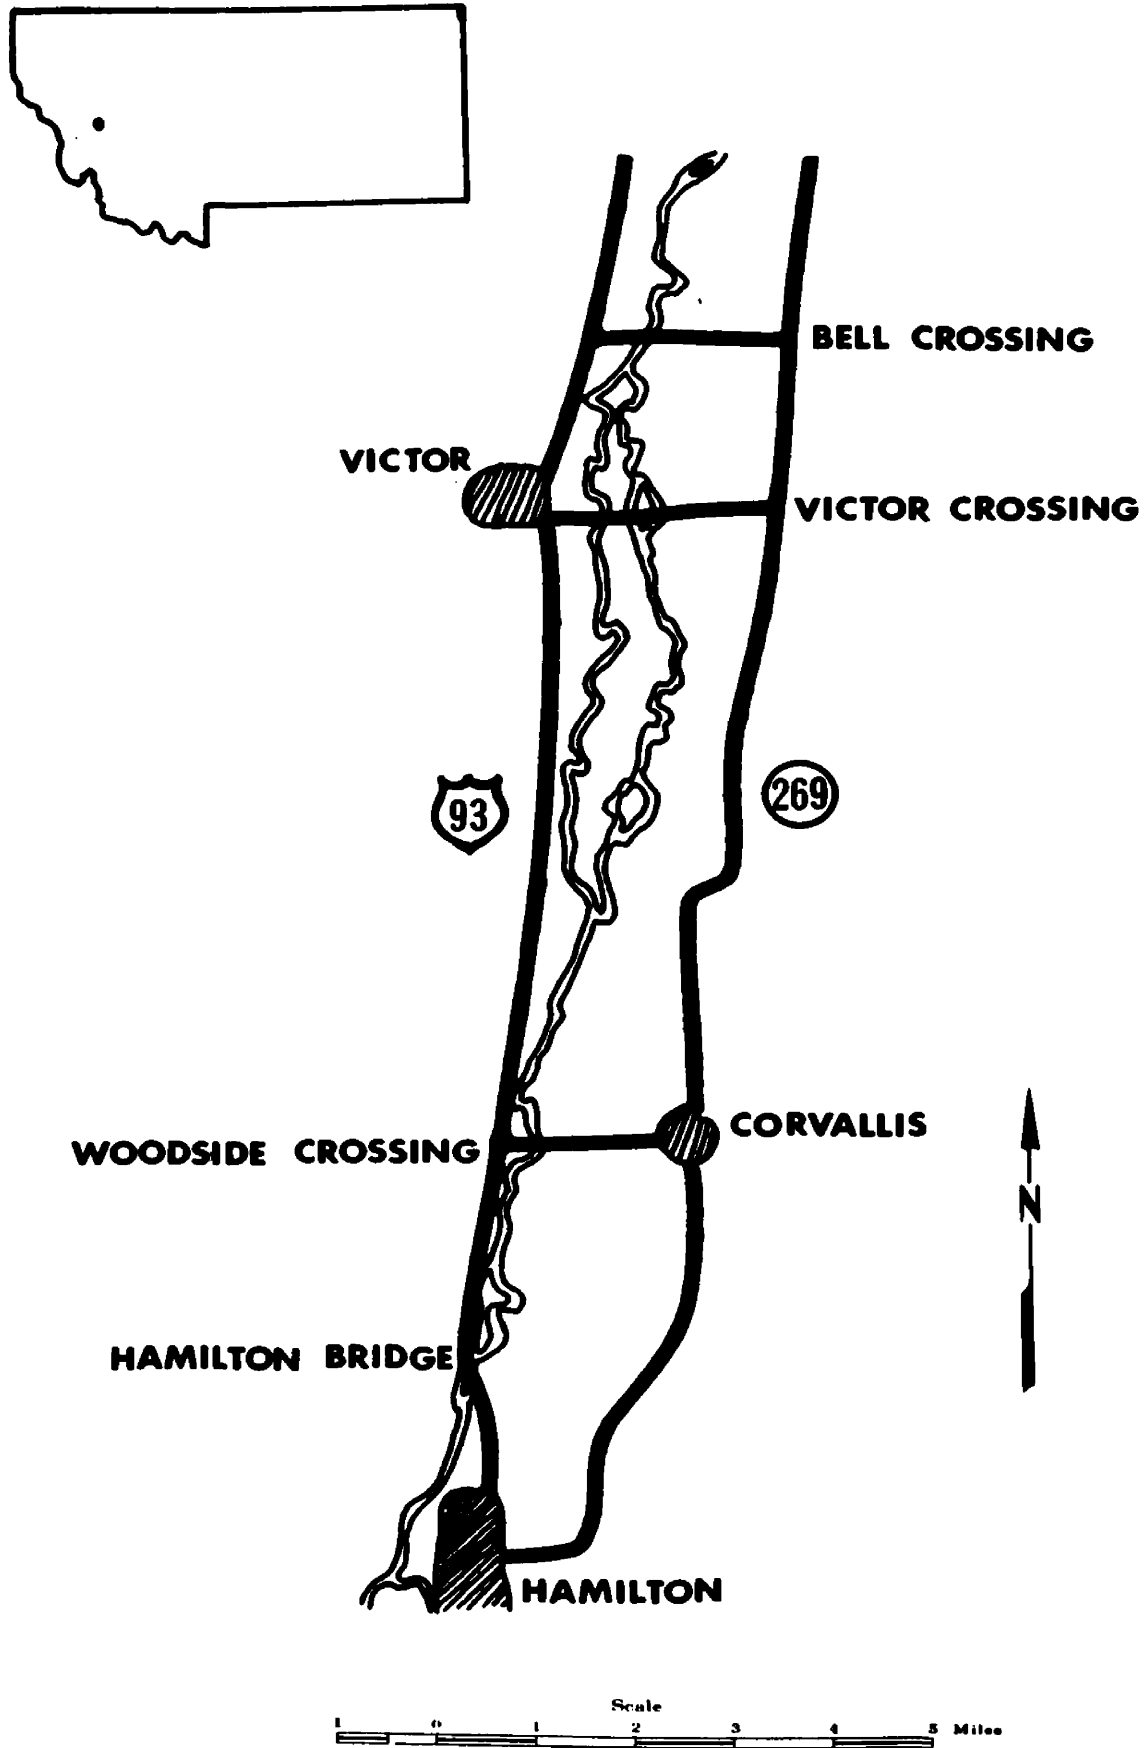 BELL CROSSING
VICTOR
VICTOR CROSSING
93
269
CORVALLIS
WOODSIDE CROSSING
N
HAMILTON BRIDGE
HAMILTON
Scale
1 0 1 2 3 4 5 Miles